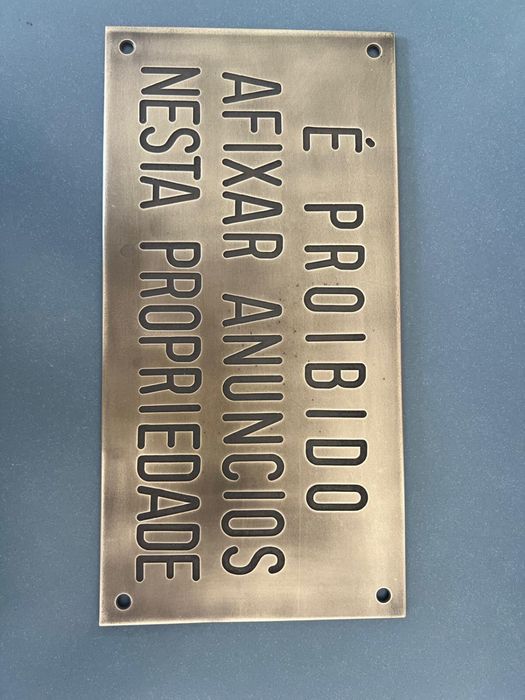 É PROIBIDO
AFIXAR ANUNCIOS
NESTA PROPRIEDADE